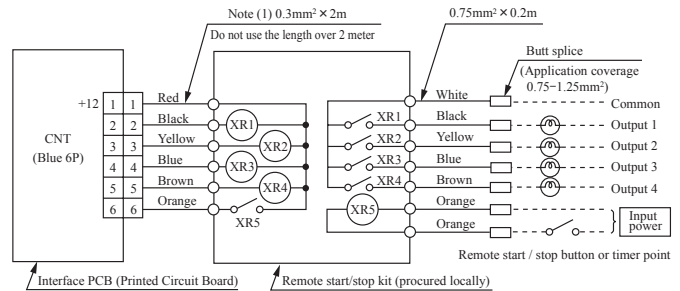 Note (1) 0.3mm² × 2m
Do not use the length over 2 meter
0.75mm² × 0.2m
Butt splice
(Application coverage
0.75−1.25mm²)
CNT
(Blue 6P)
+12 1 1 Red
2 2 Black
3 3 Yellow
4 4 Blue
5 5 Brown
6 6 Orange
XR1
XR2
XR3
XR4
XR5
White Common
XR1 Black Output 1
XR2 Yellow Output 2
XR3 Blue Output 3
XR4 Brown Output 4
XR5 Orange
Orange
Input
power
Remote start / stop button or timer point
Interface PCB (Printed Circuit Board)
Remote start/stop kit (procured locally)